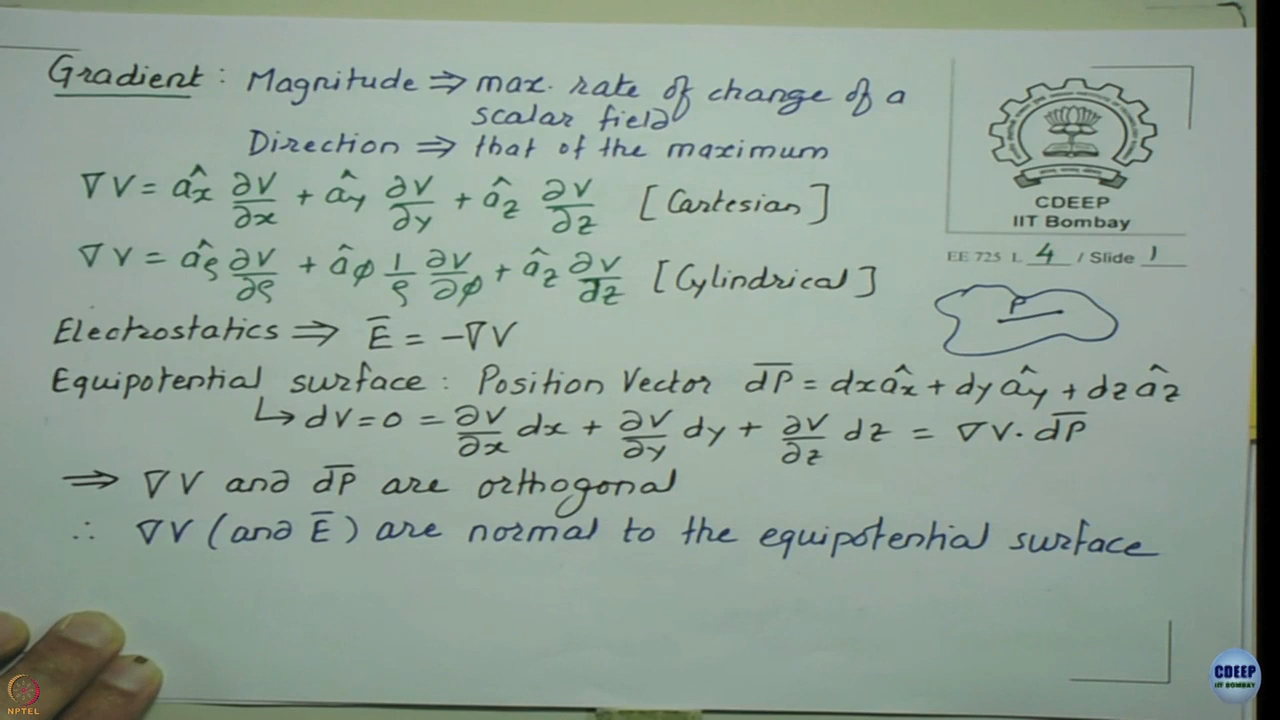 Gradient : Magnitude ⇒ max. rate of change of a
scalar field
Direction ⇒ that of the maximum
∇V = âx ∂V/∂x + ây ∂V/∂y + âz ∂V/∂z [Cartesian]
∇V = âρ ∂V/∂ρ + âϕ 1/ρ ∂V/∂ϕ + âz ∂V/∂z [Cylindrical]
Electrostatics ⇒ E̅ = -∇V
Equipotential surface : Position Vector d̅P̅ = dx âx + dy ây + dz âz
↳ dV = 0 = ∂V/∂x dx + ∂V/∂y dy + ∂V/∂z dz = ∇V · d̅P̅
⇒ ∇V and d̅P̅ are orthogonal
∴ ∇V (and E̅) are normal to the equipotential surface
CDEEP
IIT Bombay
EE 725 L 4 / Slide 1
P
NPTEL
CDEEP
IIT BOMBAY